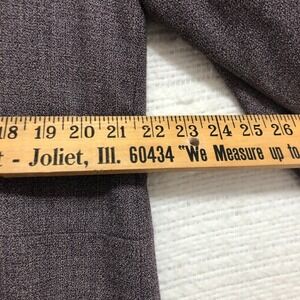 18 19 20 21 22 23 24 25 26
- Joliet, Ill. 60434 "We Measure up to